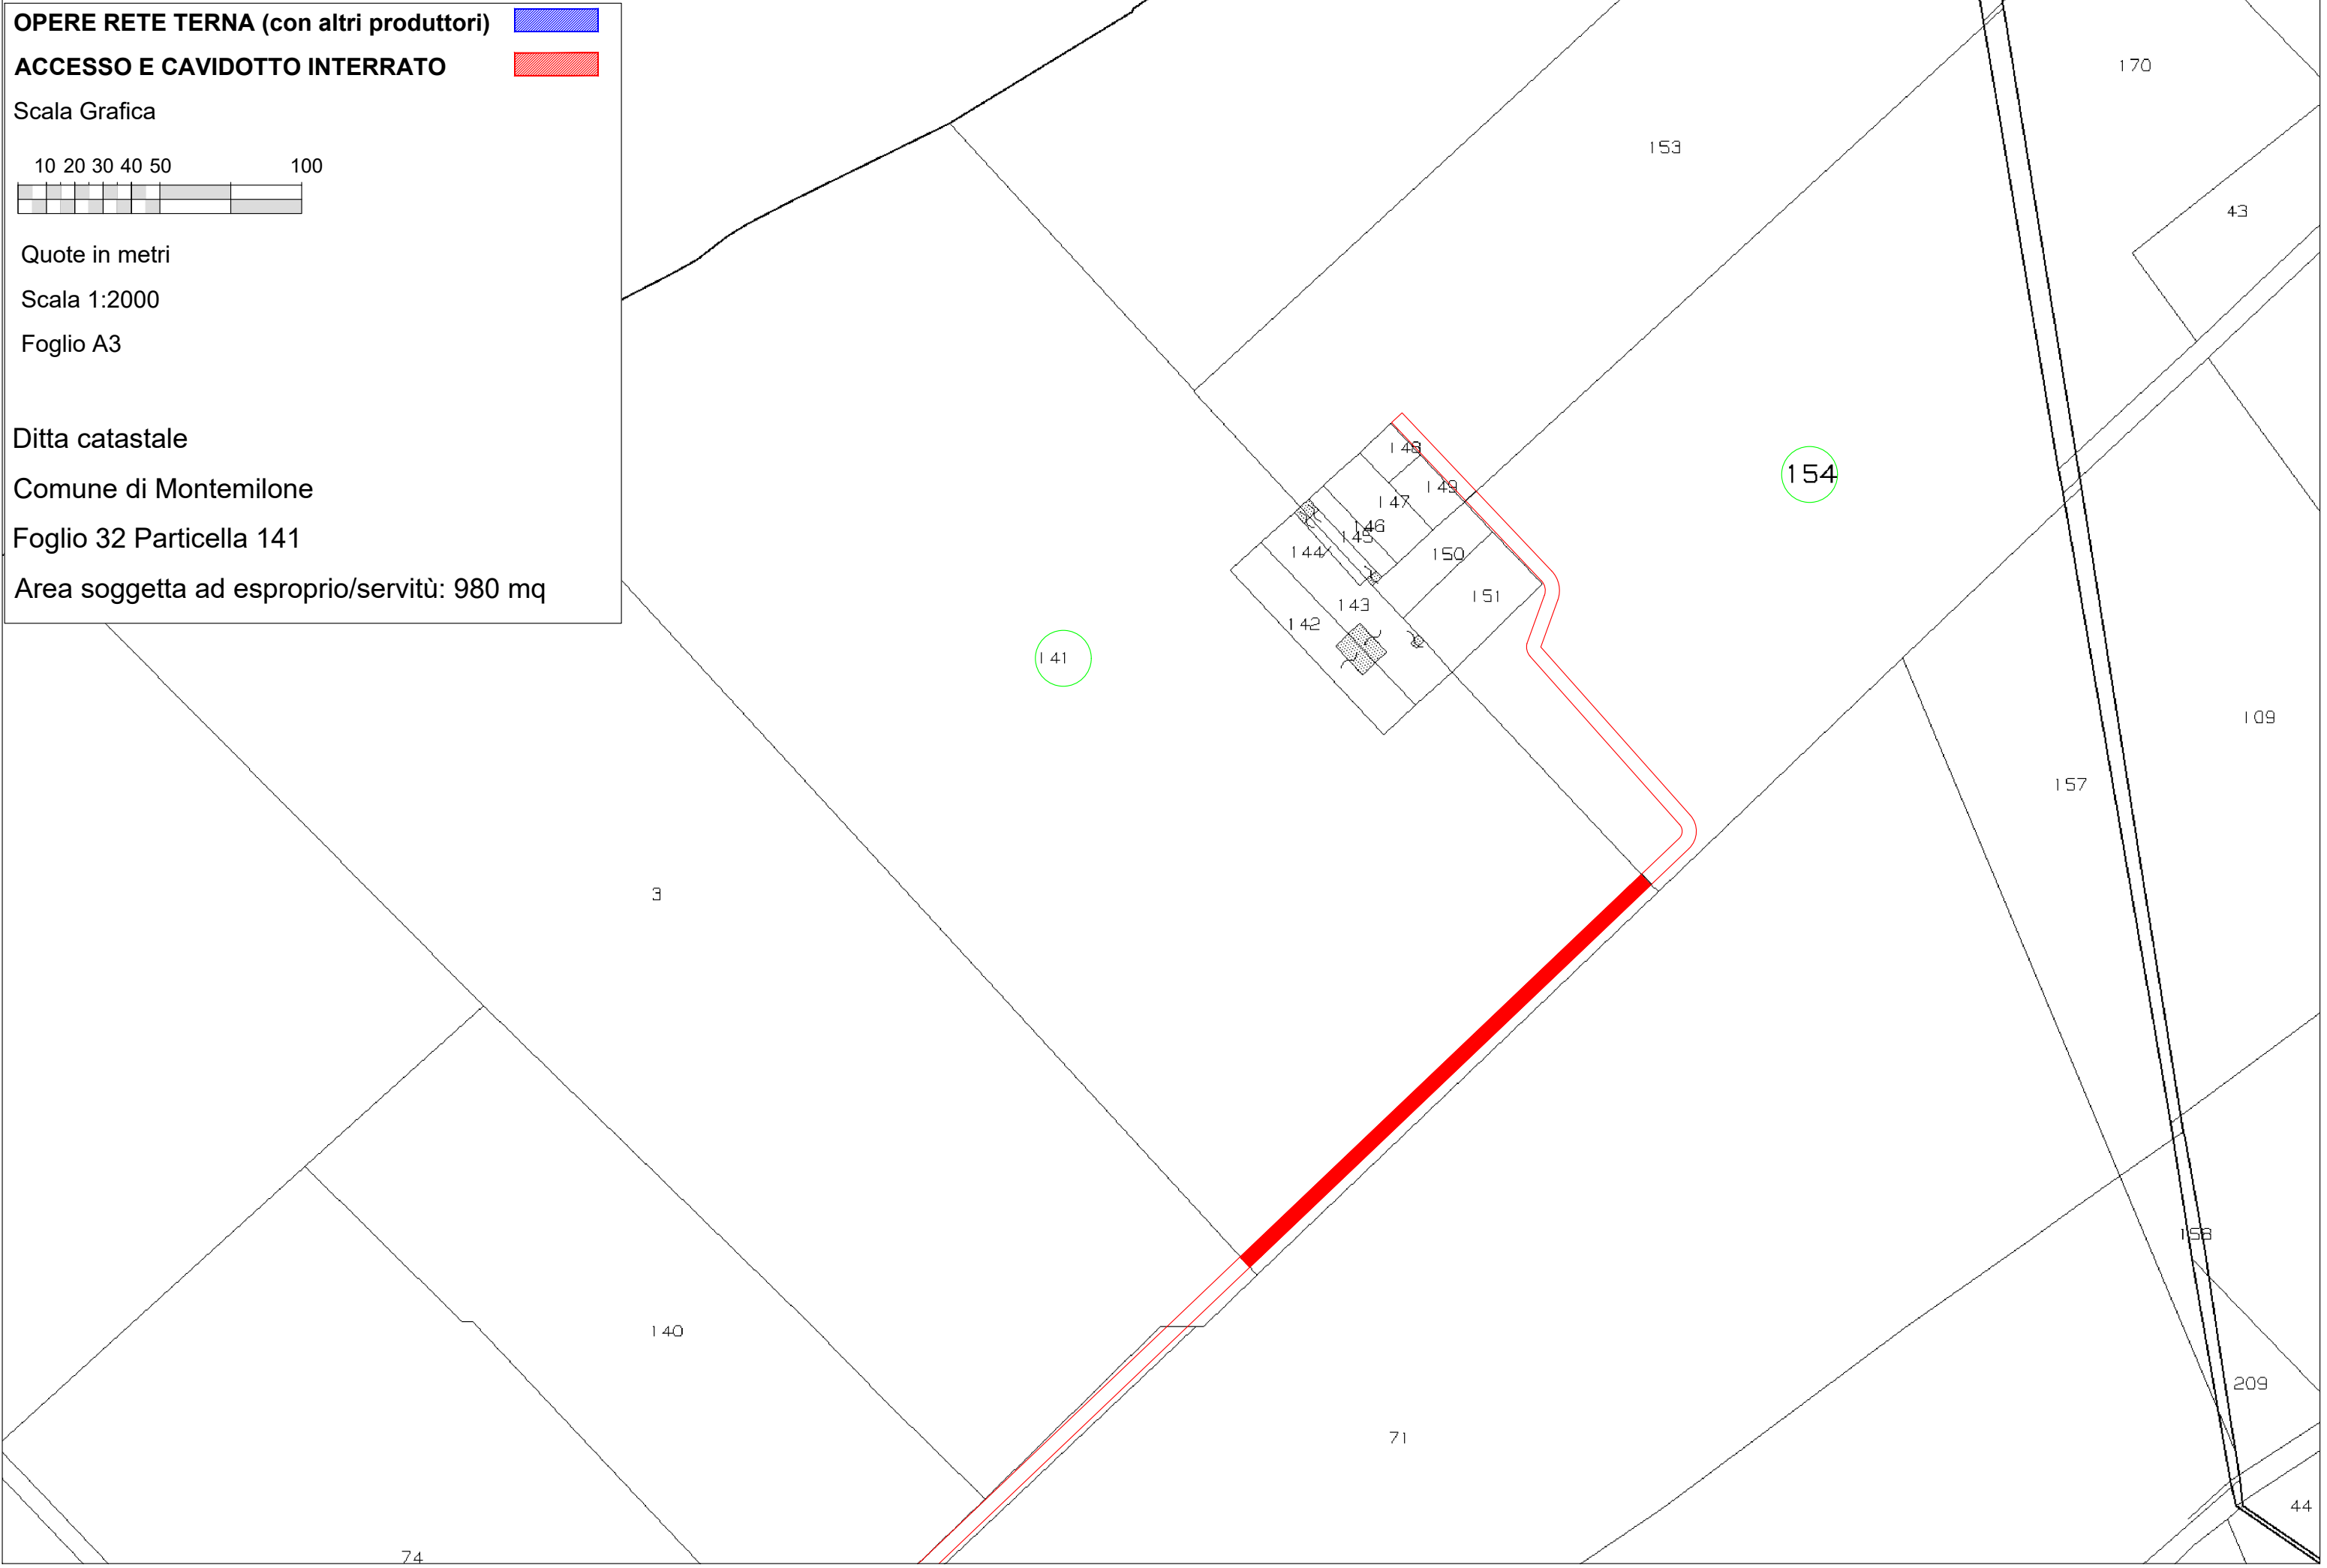 OPERE RETE TERNA (con altri produttori)
ACCESSO E CAVIDOTTO INTERRATO
Scala Grafica
10 20 30 40 50 100
Quote in metri
Scala 1:2000
Foglio A3
Ditta catastale
Comune di Montemilone
Foglio 32 Particella 141
Area soggetta ad esproprio/servitù: 980 mq
170
153
43
148
154
149
147
146
145
144
150
151
143
142
141
109
157
3
158
140
209
71
44
74